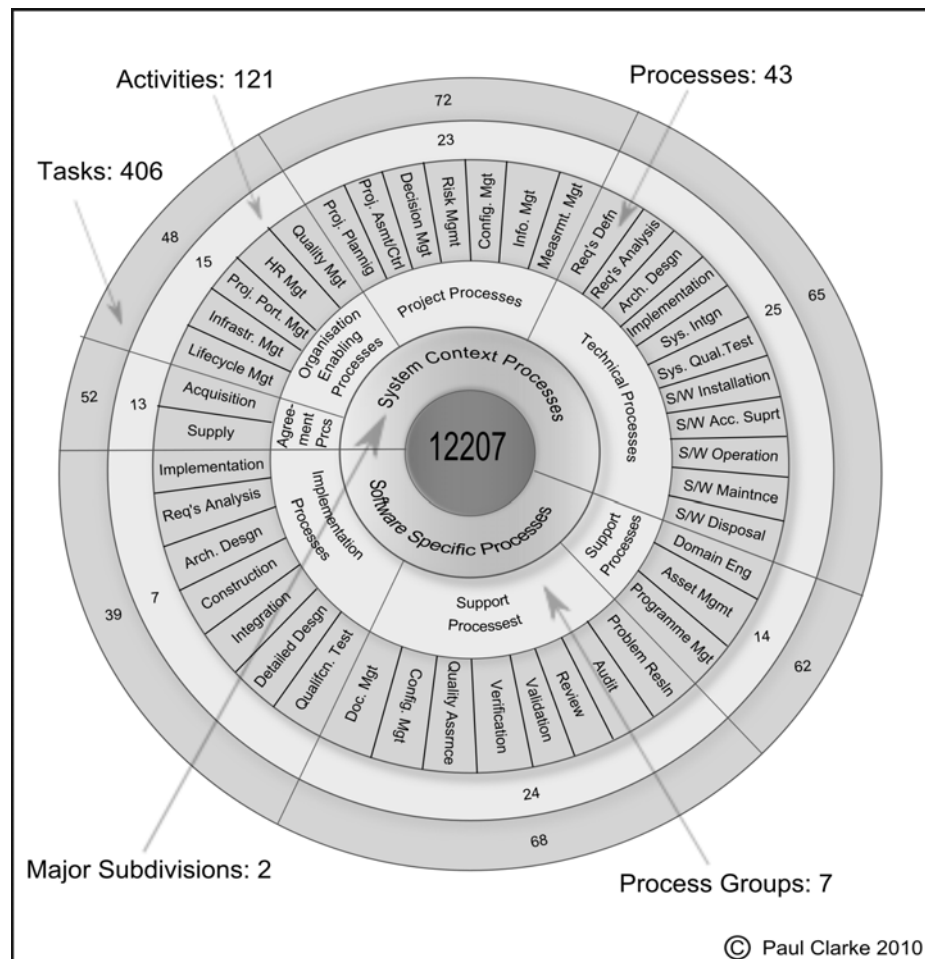 Activities: 121
Processes: 43
Tasks: 406
72
23
48
15
52
13
39
7
68
24
62
14
65
25
Proj. Plannig
Proj. Asmt/Ctrl
Decision Mgt
Risk Mgmt
Config. Mgt
Info. Mgt
Measrmt. Mgt
Req's Defn
Req's Analysis
Arch. Desgn
Implementation
Sys. Intgn
Sys. Qual.Test
S/W Installation
S/W Acc. Suprt
S/W Operation
S/W Maintnce
S/W Disposal
Domain Eng
Asset Mgmt
Programme Mgt
Problem Resln
Audit
Review
Validation
Verification
Quality Assrnce
Config. Mgt
Doc. Mgt
Qualifcn. Test
Detailed Desgn
Integration
Construction
Arch. Desgn
Req's Analysis
Implementation
Supply
Acquisition
Lifecycle Mgt
Infrastr. Mgt
Proj. Port. Mgt
HR Mgt
Quality Mgt
Project Processes
Technical Processes
Support
Processes
Support
Processest
Implementation
Processes
Agree-
ment
Prcs
Organisation
Enabling
Processes
System Context Processes
12207
Software Specific Processes
Major Subdivisions: 2
Process Groups: 7
© Paul Clarke 2010